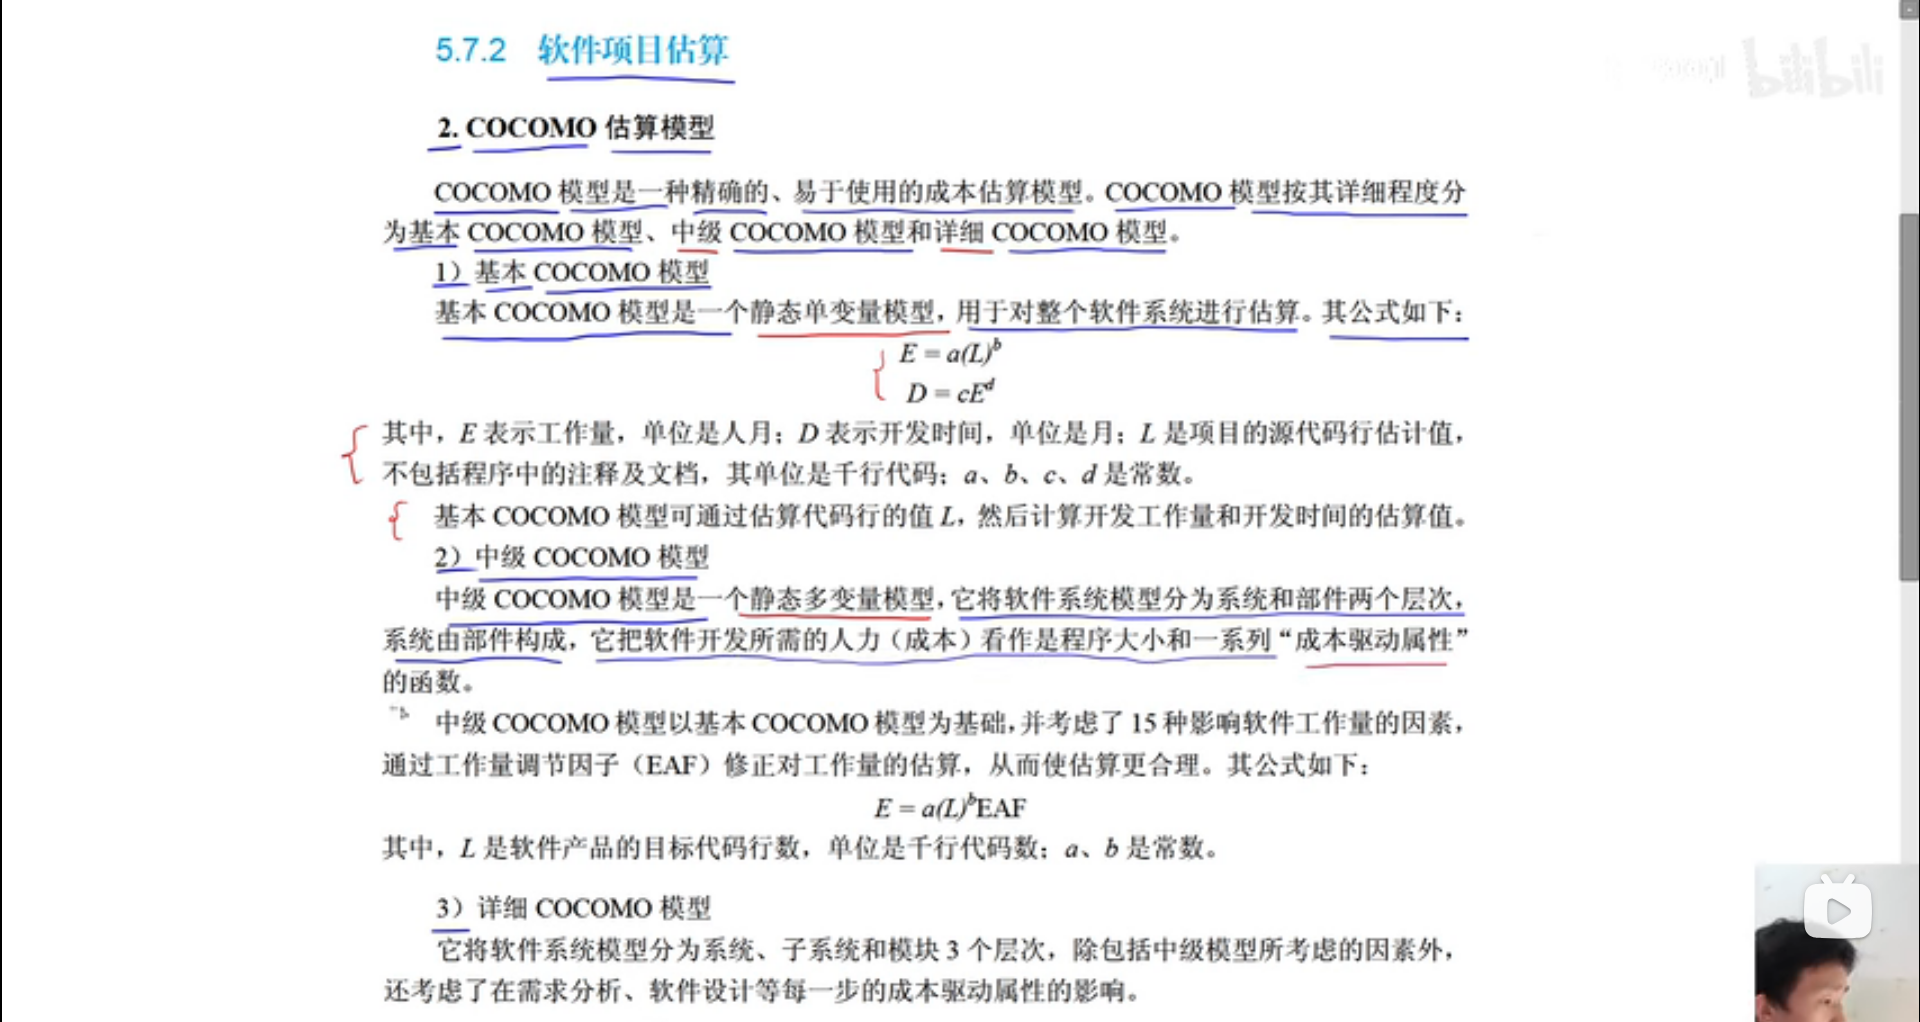 5.7.2 软件项目估算
bilibili
2. COCOMO 估算模型
COCOMO 模型是一种精确的、易于使用的成本估算模型。COCOMO 模型按其详细程度分
为基本 COCOMO 模型、中级 COCOMO 模型和详细 COCOMO 模型。
1）基本 COCOMO 模型
基本 COCOMO 模型是一个静态单变量模型，用于对整个软件系统进行估算。其公式如下：
E = a(L)^b
D = cE^d
其中，E 表示工作量，单位是人月；D 表示开发时间，单位是月；L 是项目的源代码行估计值，
不包括程序中的注释及文档，其单位是千行代码；a、b、c、d 是常数。
基本 COCOMO 模型可通过估算代码行的值 L，然后计算开发工作量和开发时间的估算值。
2）中级 COCOMO 模型
中级 COCOMO 模型是一个静态多变量模型，它将软件系统模型分为系统和部件两个层次，
系统由部件构成，它把软件开发所需的人力（成本）看作是程序大小和一系列“成本驱动属性”
的函数。
中级 COCOMO 模型以基本 COCOMO 模型为基础，并考虑了 15 种影响软件工作量的因素，
通过工作量调节因子（EAF）修正对工作量的估算，从而使估算更合理。其公式如下：
E = a(L)^bEAF
其中，L 是软件产品的目标代码行数，单位是千行代码数；a、b 是常数。
3）详细 COCOMO 模型
它将软件系统模型分为系统、子系统和模块 3 个层次，除包括中级模型所考虑的因素外，
还考虑了在需求分析、软件设计等每一步的成本驱动属性的影响。